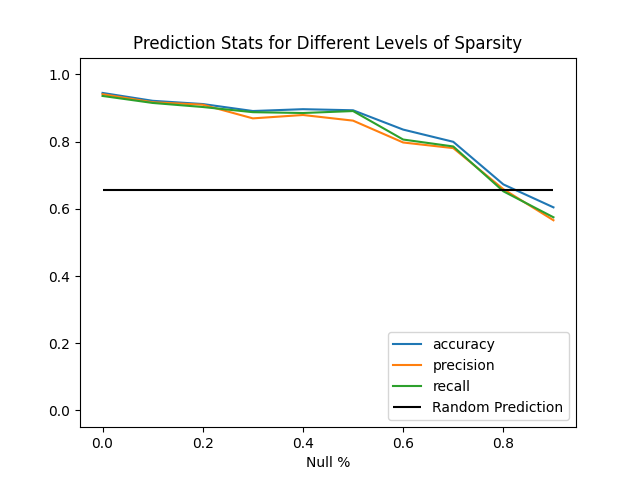 Prediction Stats for Different Levels of Sparsity
1.0
0.8
0.6
0.4
0.2
0.0
accuracy
precision
recall
Random Prediction
0.0 0.2 0.4 0.6 0.8
Null %